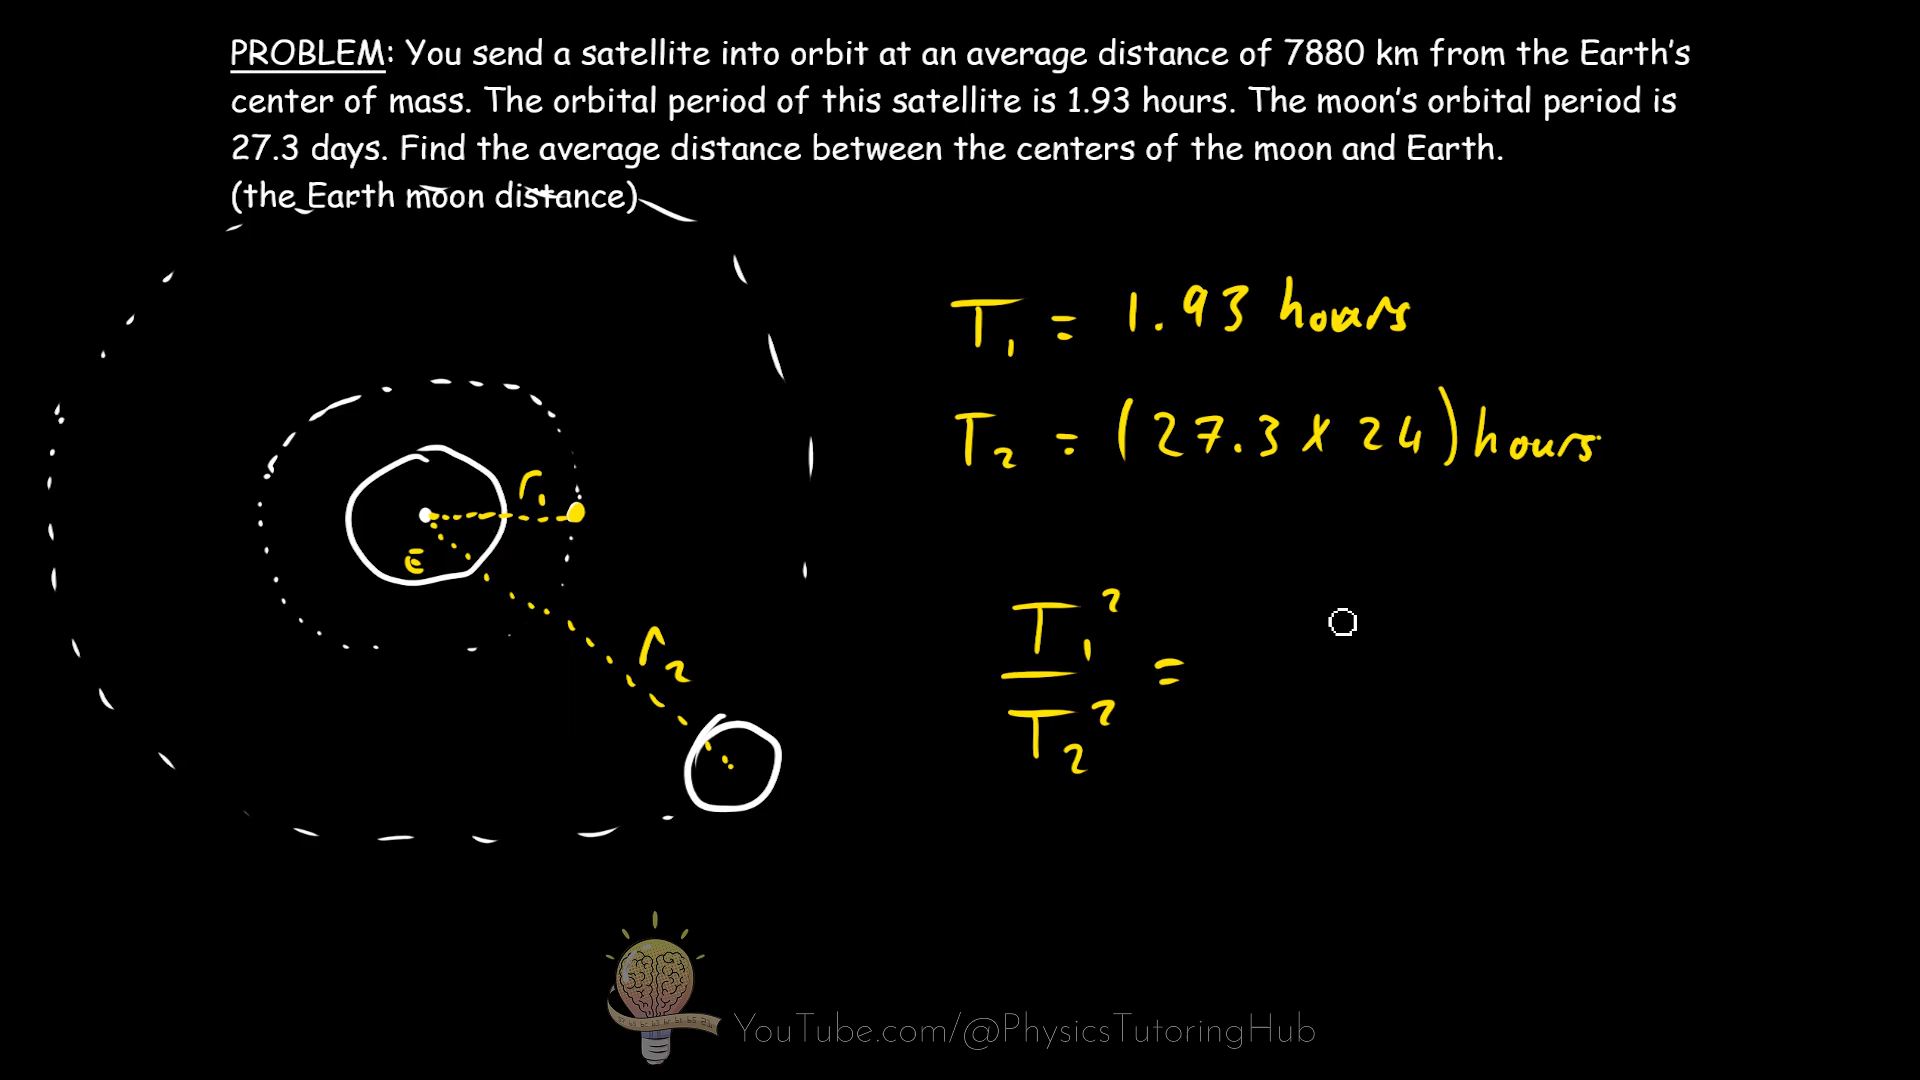 PROBLEM: You send a satellite into orbit at an average distance of 7880 km from the Earth's
center of mass. The orbital period of this satellite is 1.93 hours. The moon's orbital period is
27.3 days. Find the average distance between the centers of the moon and Earth.
(the Earth moon distance)
T₁ = 1.93 hours
T₂ = (27.3 × 24) hours
r₁
E
r₂
T₁²
=
T₂²
YouTube.com/@PhysicsTutoringHub